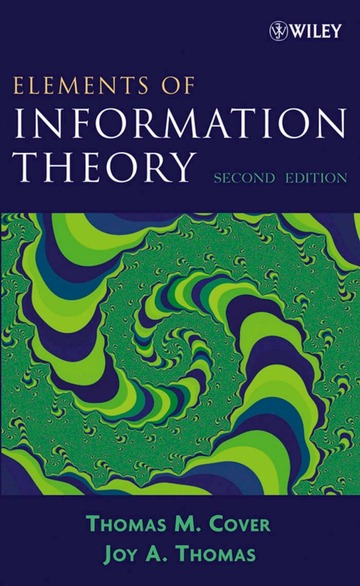 WILEY
ELEMENTS OF
INFORMATION
THEORY SECOND EDITION
THOMAS M. COVER
JOY A. THOMAS